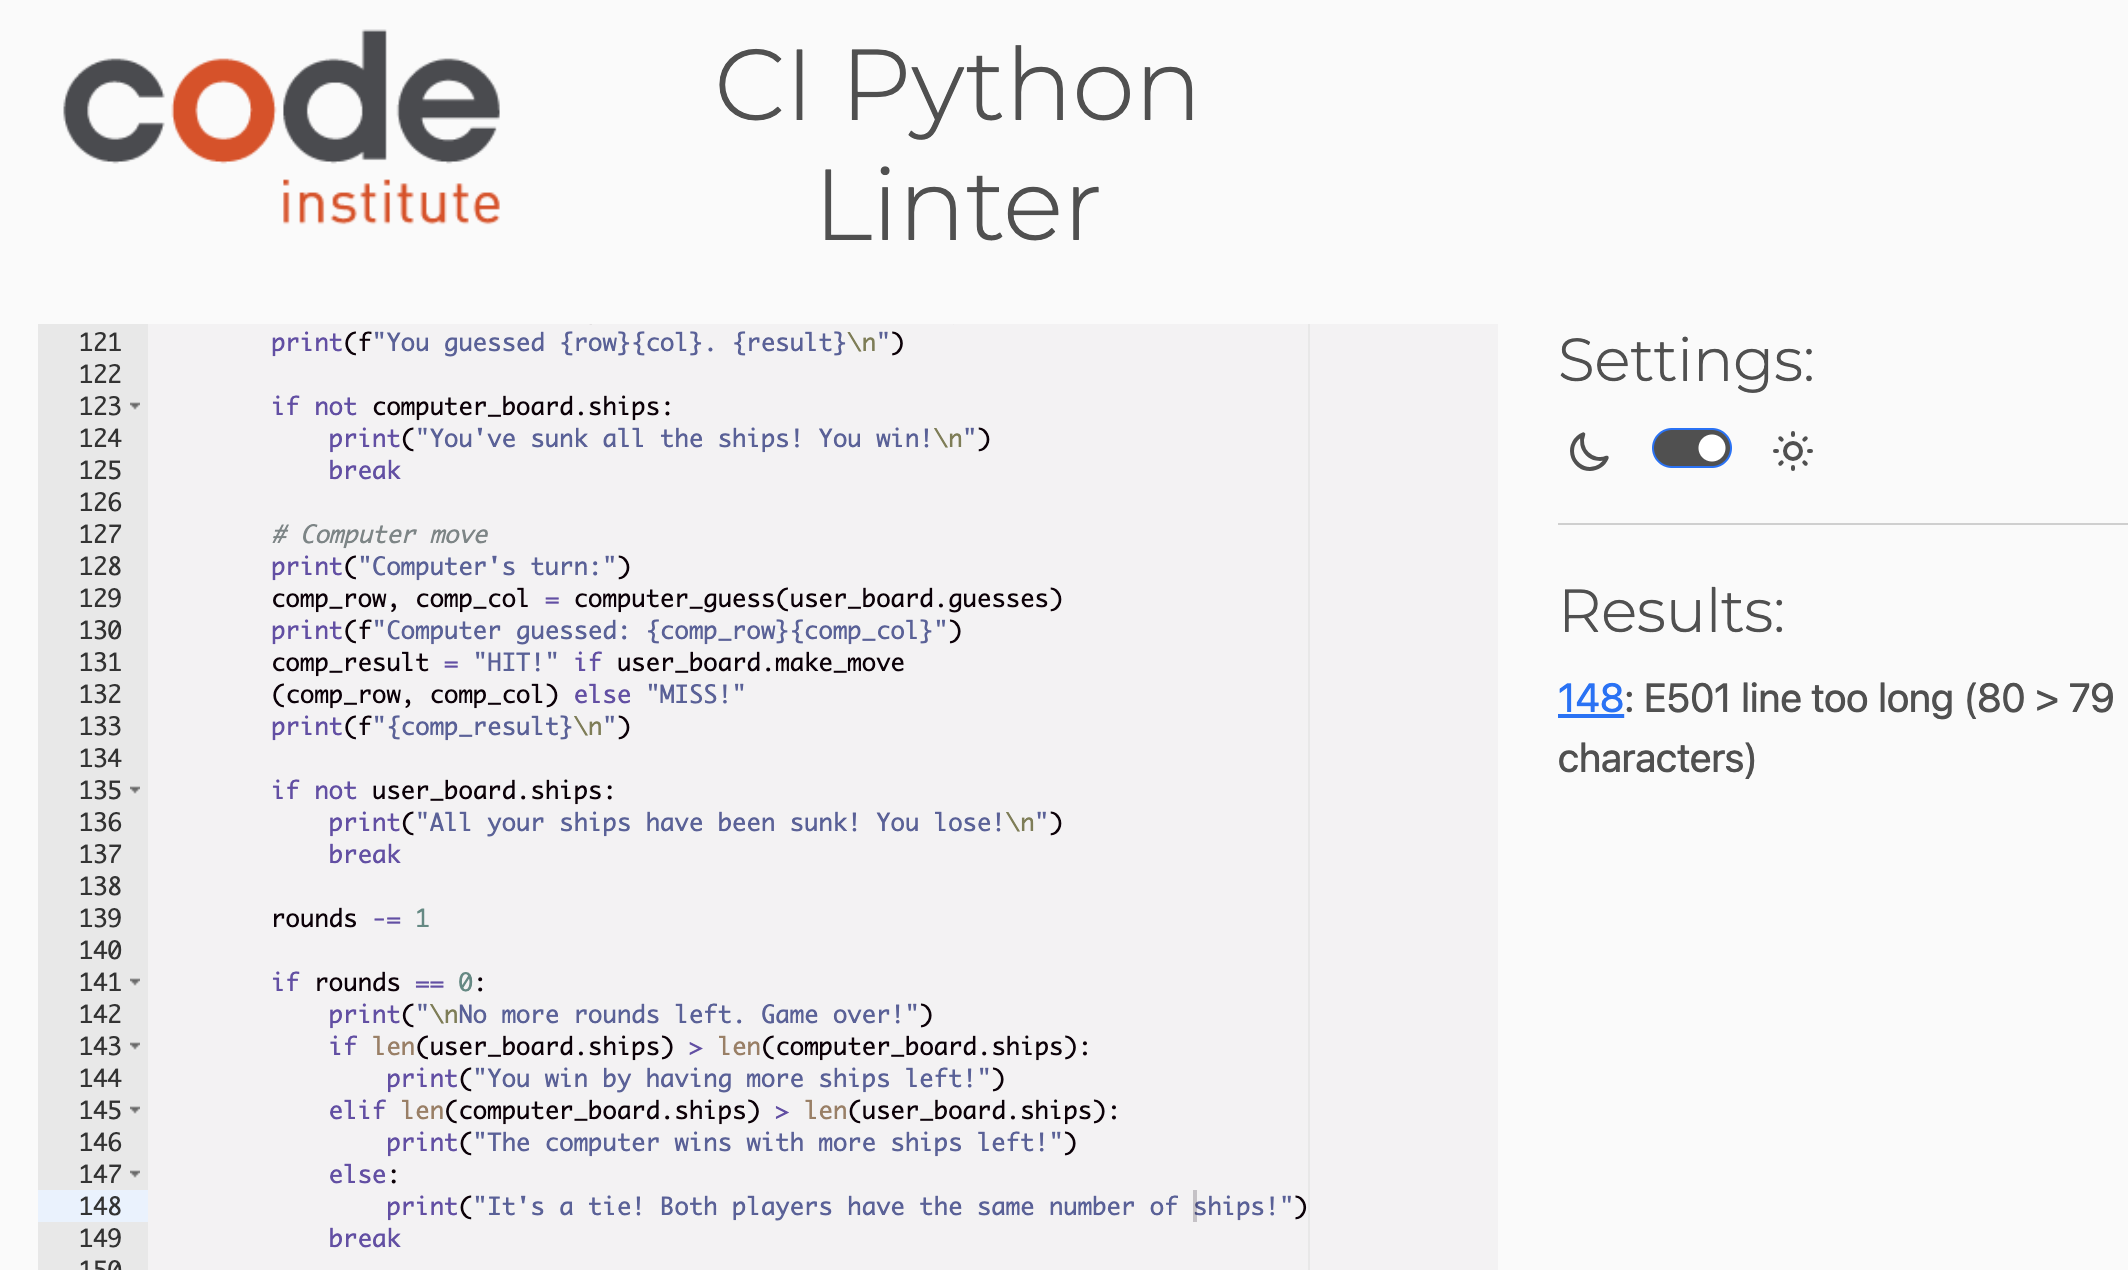 code
institute
CI Python
Linter
121 print(f"You guessed {row}{col}. {result}\n")
122
123 if not computer_board.ships:
124 print("You've sunk all the ships! You win!\n")
125 break
126
127 # Computer move
128 print("Computer's turn:")
129 comp_row, comp_col = computer_guess(user_board.guesses)
130 print(f"Computer guessed: {comp_row}{comp_col}")
131 comp_result = "HIT!" if user_board.make_move
132 (comp_row, comp_col) else "MISS!"
133 print(f"{comp_result}\n")
134
135 if not user_board.ships:
136 print("All your ships have been sunk! You lose!\n")
137 break
138
139 rounds -= 1
140
141 if rounds == 0:
142 print("\nNo more rounds left. Game over!")
143 if len(user_board.ships) > len(computer_board.ships):
144 print("You win by having more ships left!")
145 elif len(computer_board.ships) > len(user_board.ships):
146 print("The computer wins with more ships left!")
147 else:
148 print("It's a tie! Both players have the same number of ships!")
149 break
150
Settings:
Results:
148: E501 line too long (80 > 79
characters)